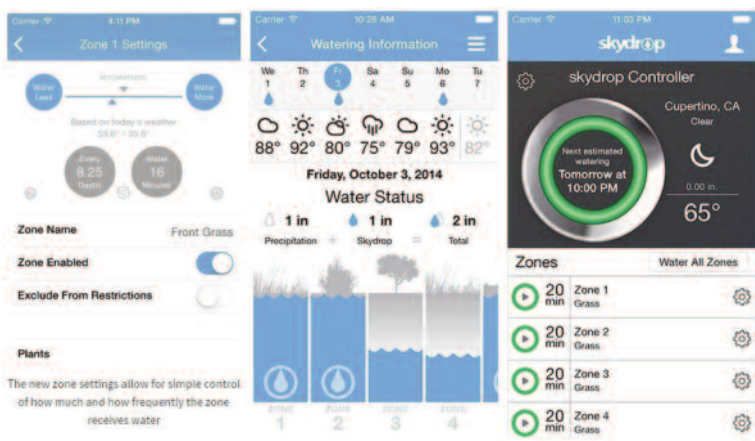 Carrier 4:11 PM
Zone 1 Settings
Water Less
Water More
Based on today's weather
53.6° / 35.6°
Every
8.25
Days
Water
16
Minutes
Zone Name Front Grass
Zone Enabled
Exclude From Restrictions
Plants
The new zone settings allow for simple control
of how much and how frequently the zone
receives water
Carrier 10:28 AM
Watering Information
We Th Fr Sa Su Mo Tu
1 2 3 4 5 6 7
88° 92° 80° 75° 79° 93° 82°
Friday, October 3, 2014
Water Status
1 in 1 in 2 in
Precipitation + Skydrop = Total
ZONE ZONE ZONE ZONE
1 2 3 4
Carrier 11:03 PM
skydrop
skydrop Controller
Cupertino, CA
Clear
Next estimated
watering
Tomorrow at
10:00 PM
0.00 in.
65°
Zones Water All Zones
20 min Zone 1
Grass
20 min Zone 2
Grass
20 min Zone 3
Grass
20 min Zone 4
Grass